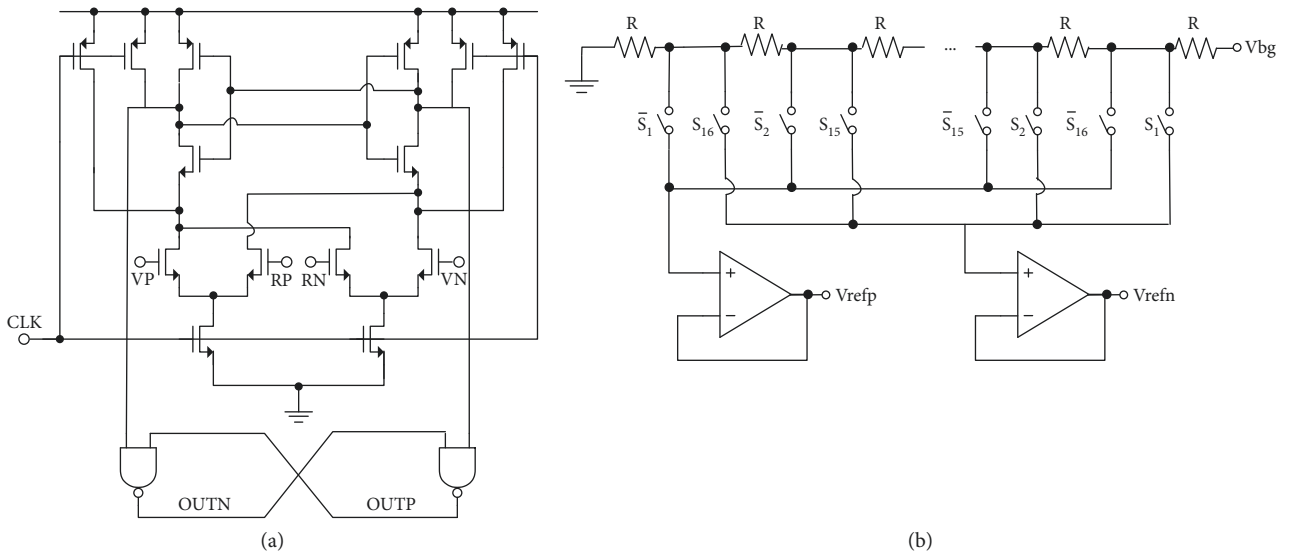 VP
RP
RN
VN
CLK
OUTN
OUTP
(a)
R
R
R
...
R
R
Vbg
S̅₁
S₁₆
S̅₂
S₁₅
S̅₁₅
S₂
S̅₁₆
S₁
+
−
Vrefp
+
−
Vrefn
(b)